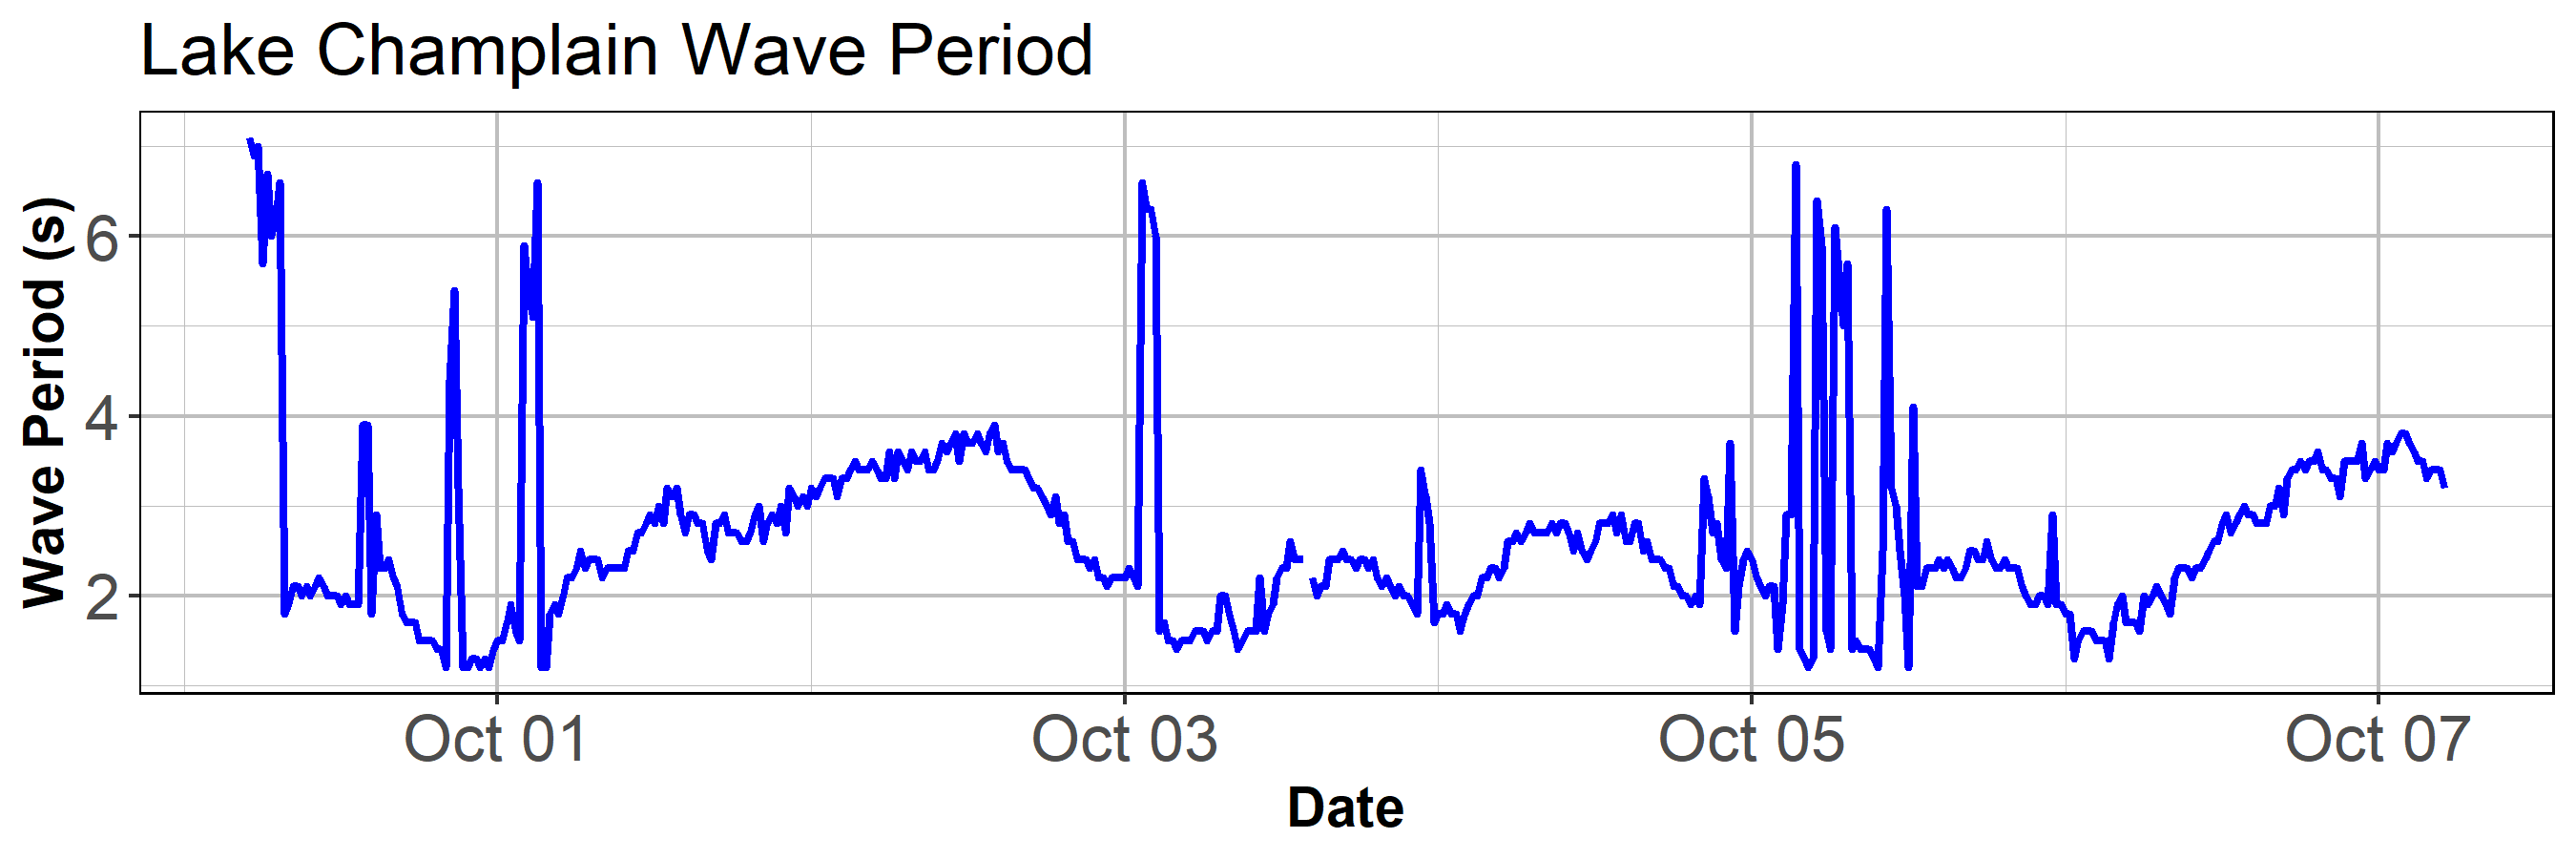 Lake Champlain Wave Period
Wave Period (s)
6
4
2
Oct 01 Oct 03 Oct 05 Oct 07
Date